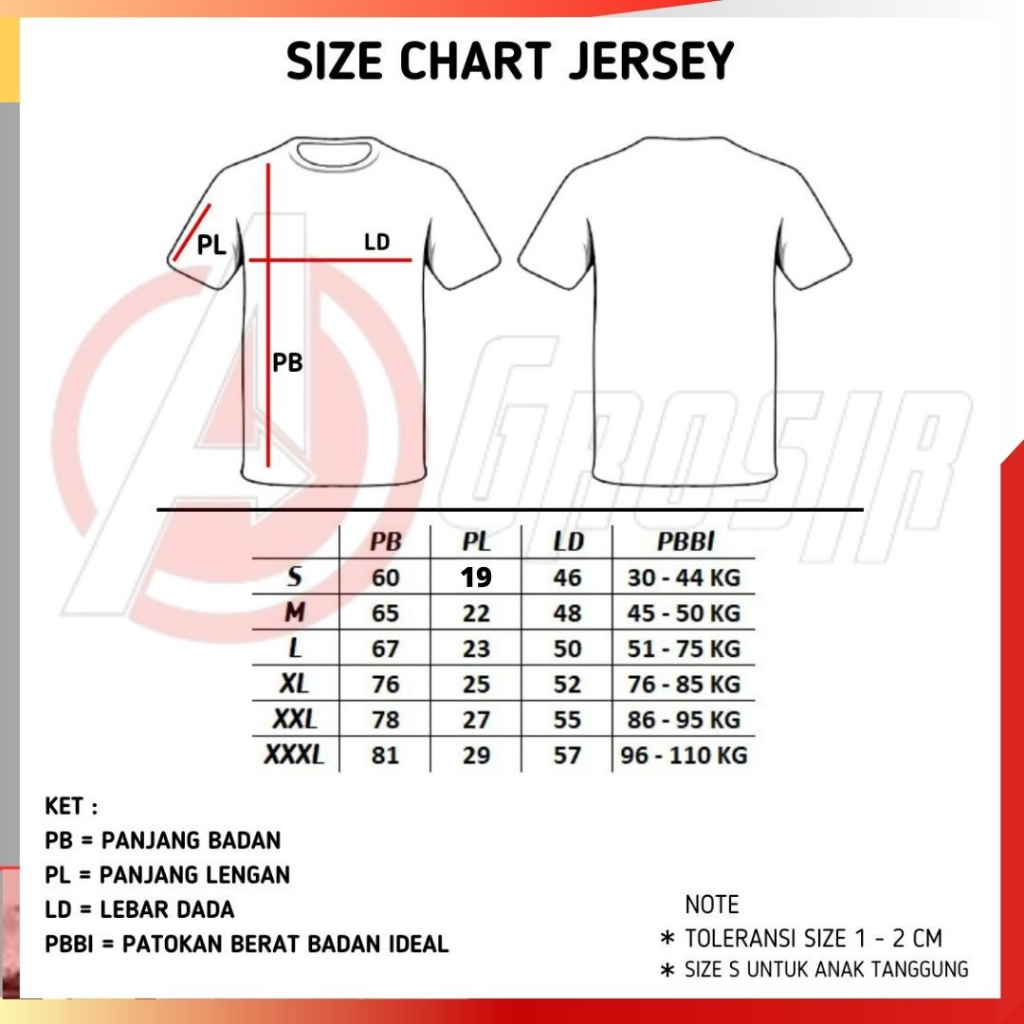 SIZE CHART JERSEY
PL
LD
PB
A GROSIR
PB PL LD PBBI
S 60 19 46 30 - 44 KG
M 65 22 48 45 - 50 KG
L 67 23 50 51 - 75 KG
XL 76 25 52 76 - 85 KG
XXL 78 27 55 86 - 95 KG
XXXL 81 29 57 96 - 110 KG
KET :
PB = PANJANG BADAN
PL = PANJANG LENGAN
LD = LEBAR DADA
PBBI = PATOKAN BERAT BADAN IDEAL
NOTE
* TOLERANSI SIZE 1 - 2 CM
* SIZE S UNTUK ANAK TANGGUNG